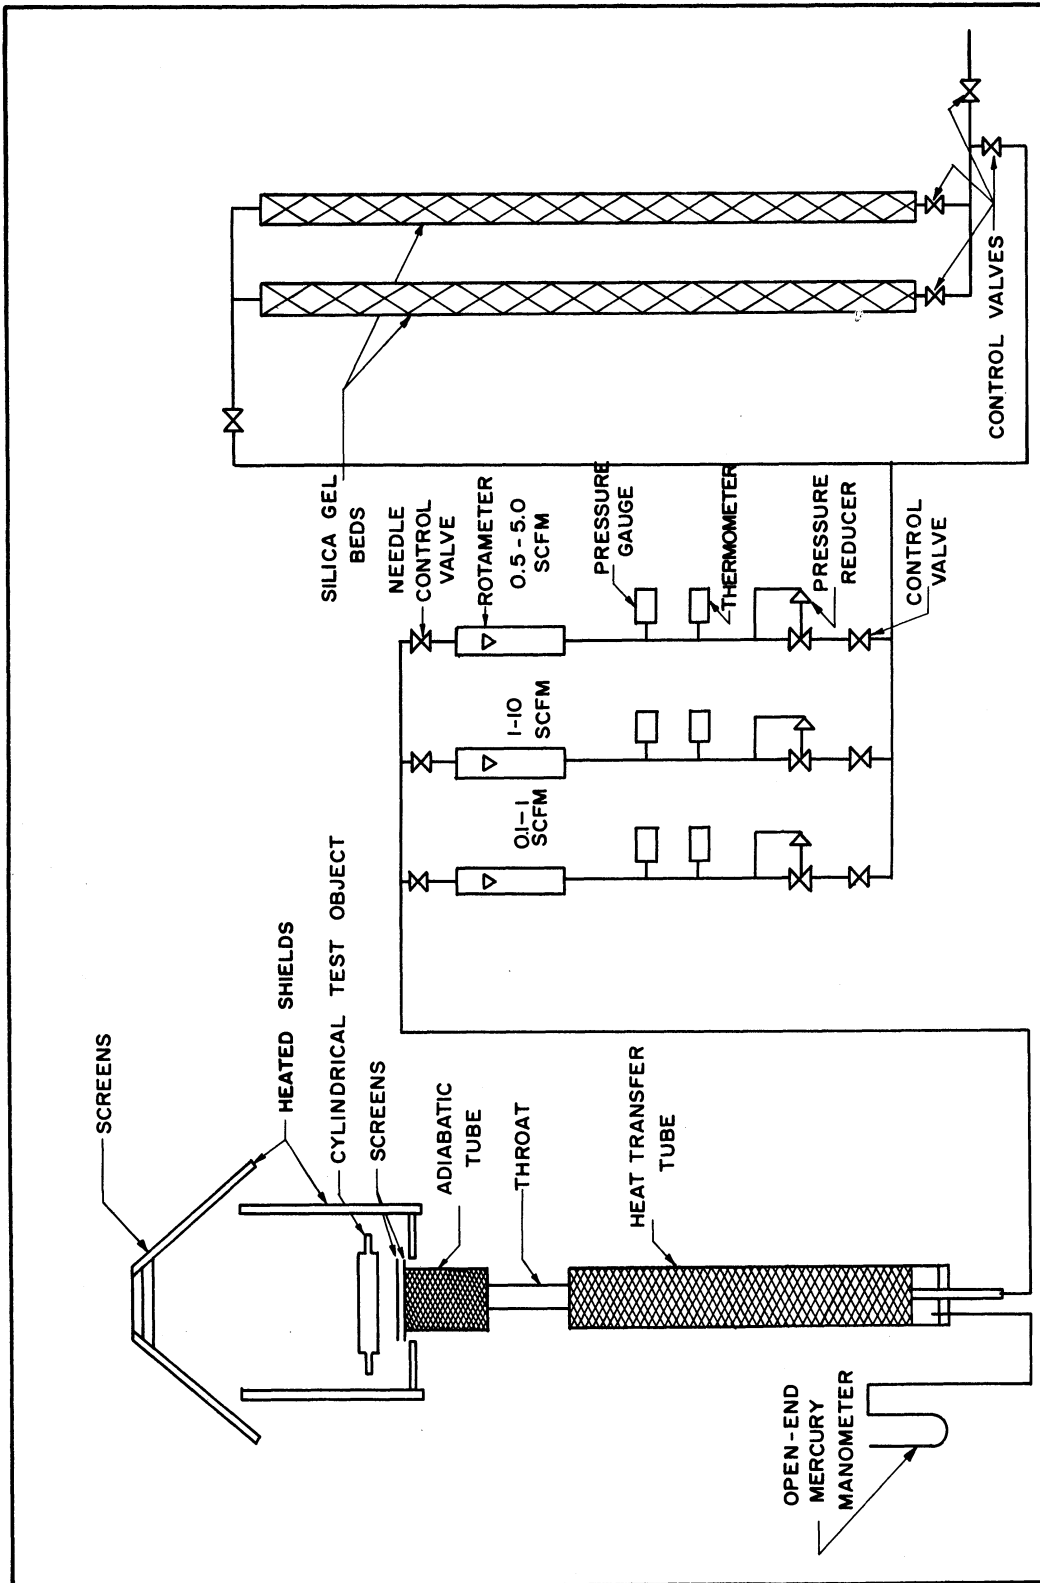 SCREENS
HEATED SHIELDS
CYLINDRICAL TEST OBJECT
SCREENS
ADIABATIC
TUBE
THROAT
HEAT TRANSFER
TUBE
OPEN-END
MERCURY
MANOMETER
SILICA GEL
BEDS
NEEDLE
CONTROL
VALVE
ROTAMETER
0.5-5.0
SCFM
1-10
SCFM
0.1-1
SCFM
PRESSURE
GAUGE
THERMOMETER
PRESSURE
REDUCER
CONTROL
VALVE
CONTROL VALVES